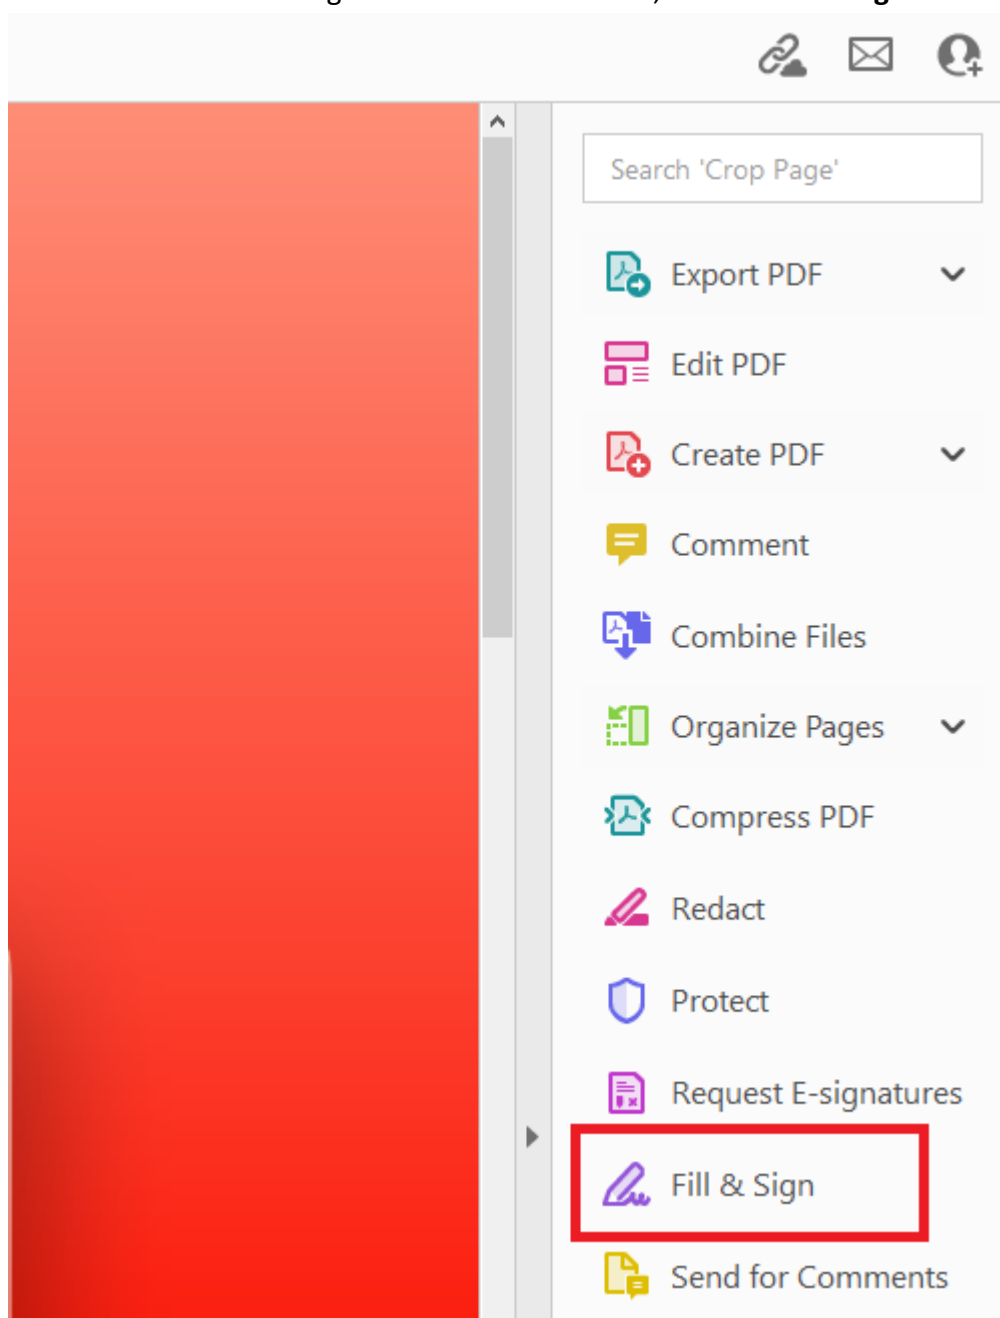 Search 'Crop Page'
Export PDF
Edit PDF
Create PDF
Comment
Combine Files
Organize Pages
Compress PDF
Redact
Protect
Request E-signatures
Fill & Sign
Send for Comments